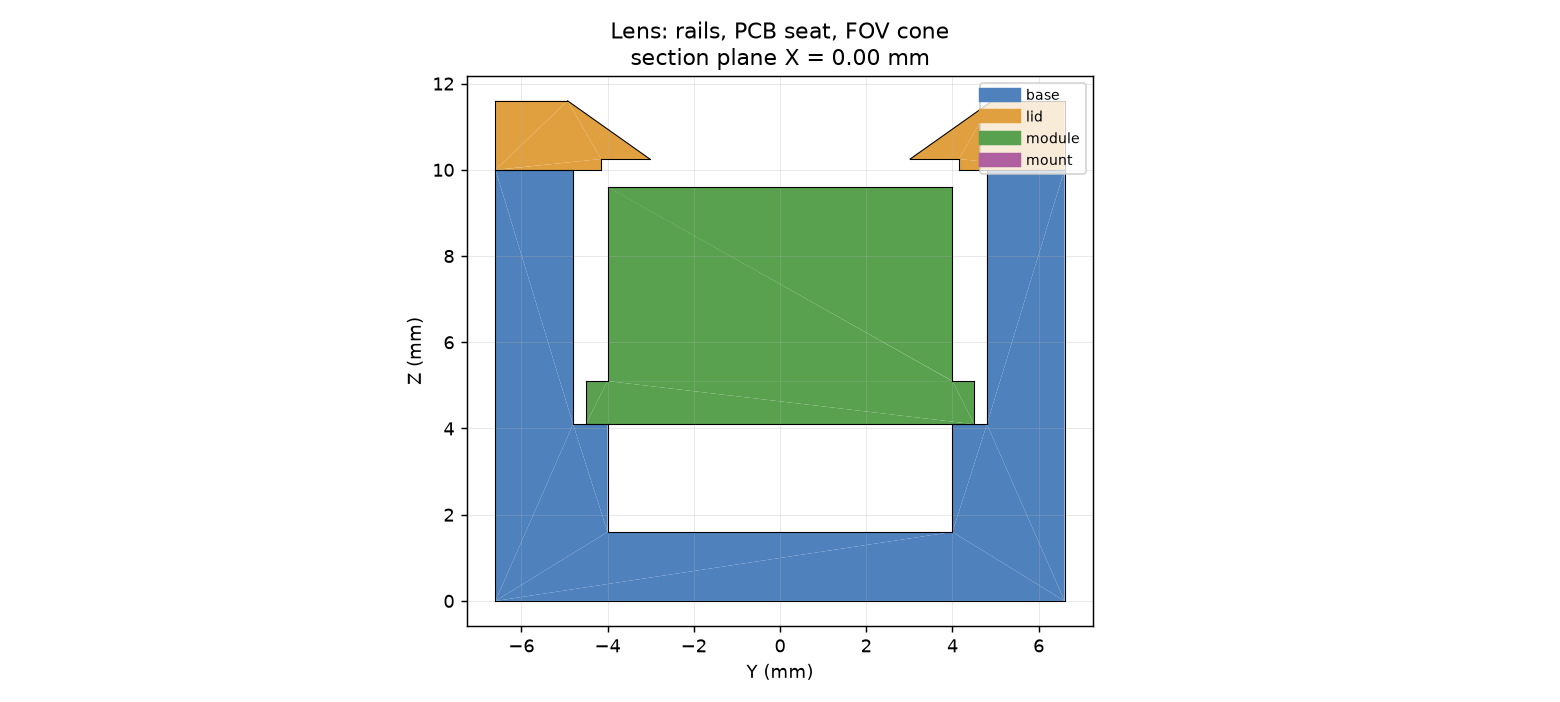 Lens: rails, PCB seat, FOV cone
section plane X = 0.00 mm
base
lid
module
mount
12
10
8
6
4
2
0
Z (mm)
−6
−4
−2
0
2
4
6
Y (mm)